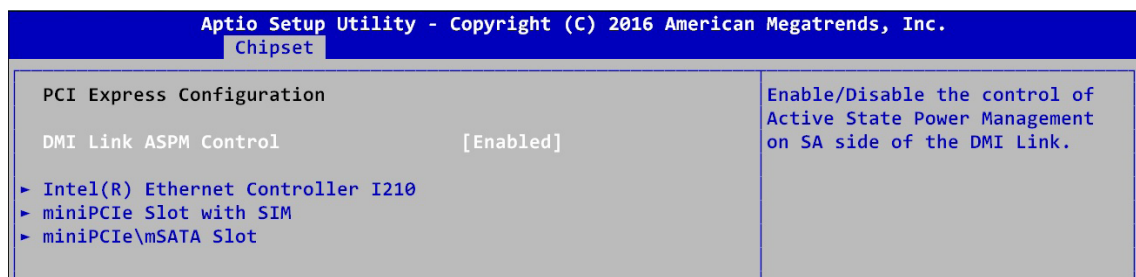 Aptio Setup Utility - Copyright (C) 2016 American Megatrends, Inc.
Chipset
PCI Express Configuration
DMI Link ASPM Control [Enabled]
► Intel(R) Ethernet Controller I210
► miniPCIe Slot with SIM
► miniPCIe\mSATA Slot
Enable/Disable the control of
Active State Power Management
on SA side of the DMI Link.